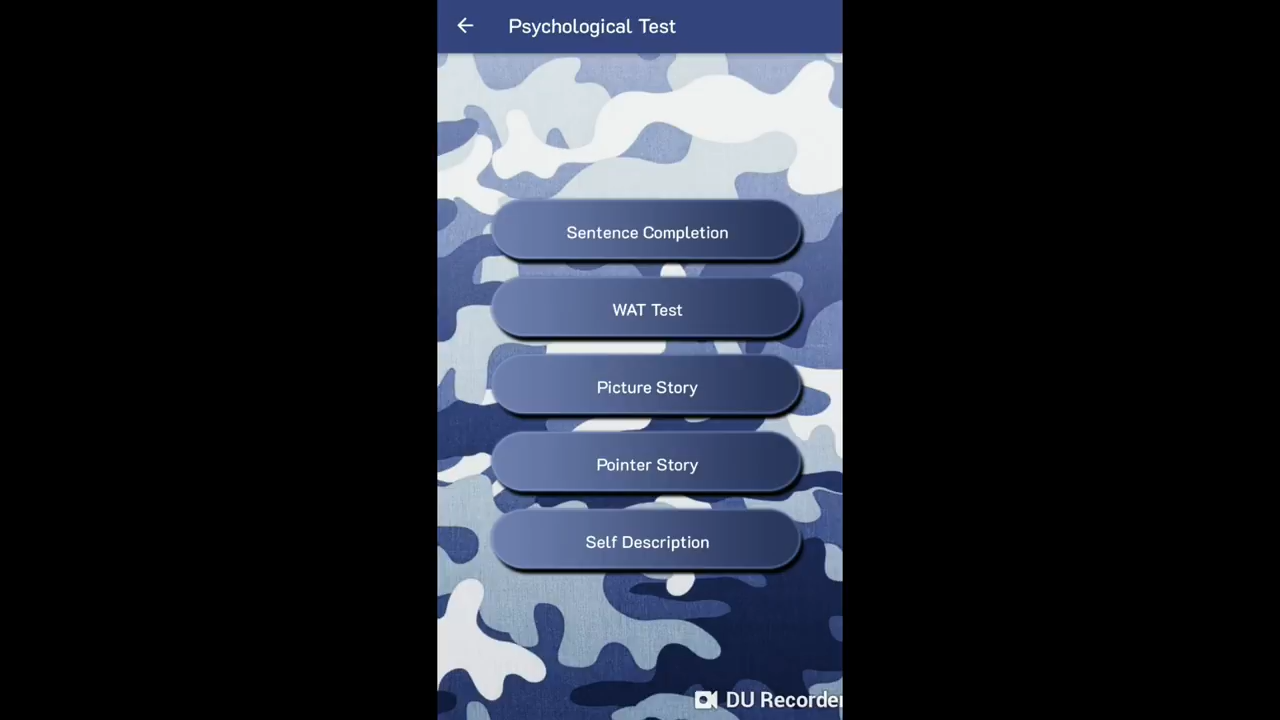 Psychological Test
Sentence Completion
WAT Test
Picture Story
Pointer Story
Self Description
DU Recorder